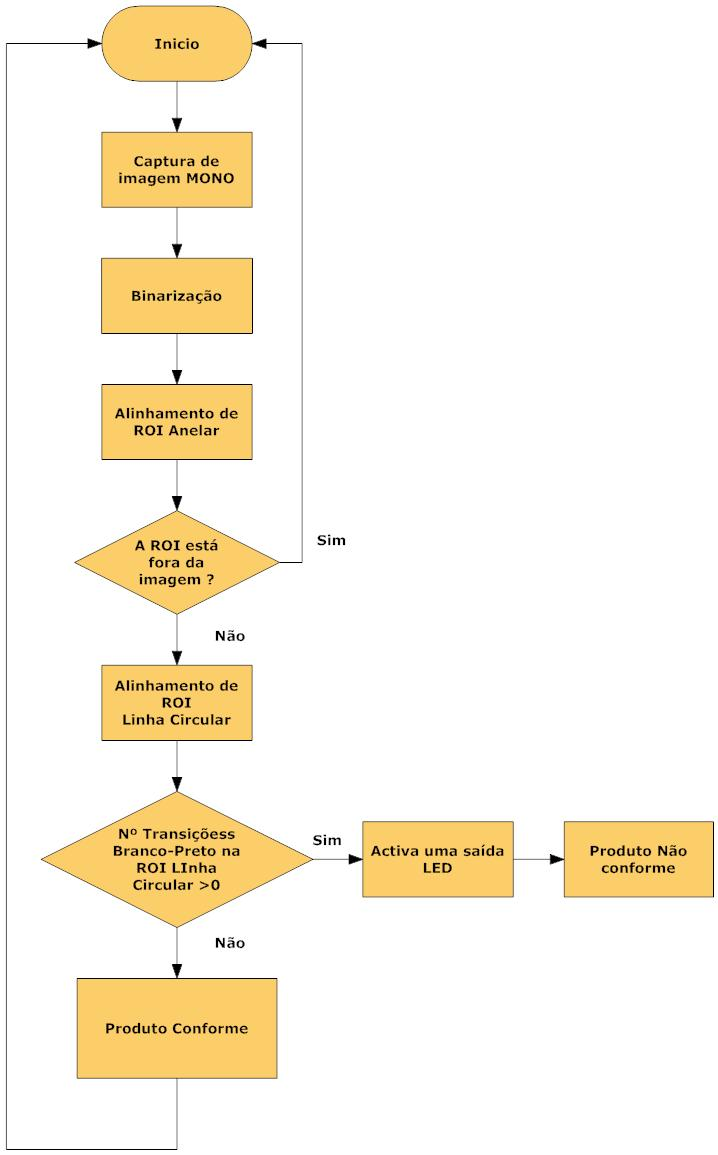 Inicio
Captura de
imagem MONO
Binarização
Alinhamento de
ROI Anelar
A ROI está
fora da
imagem ?
Sim
Não
Alinhamento de
ROI
Linha Circular
Nº Transiçõess
Branco-Preto na
ROI LInha
Circular >0
Sim
Activa uma saída
LED
Produto Não
conforme
Não
Produto Conforme